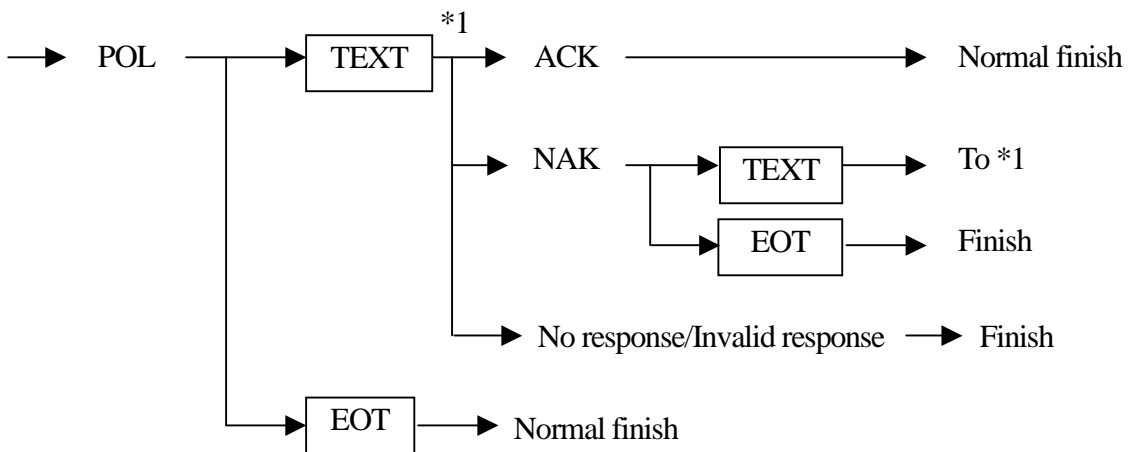 *1
POL TEXT ACK Normal finish
NAK TEXT To *1
EOT Finish
No response/Invalid response Finish
EOT Normal finish